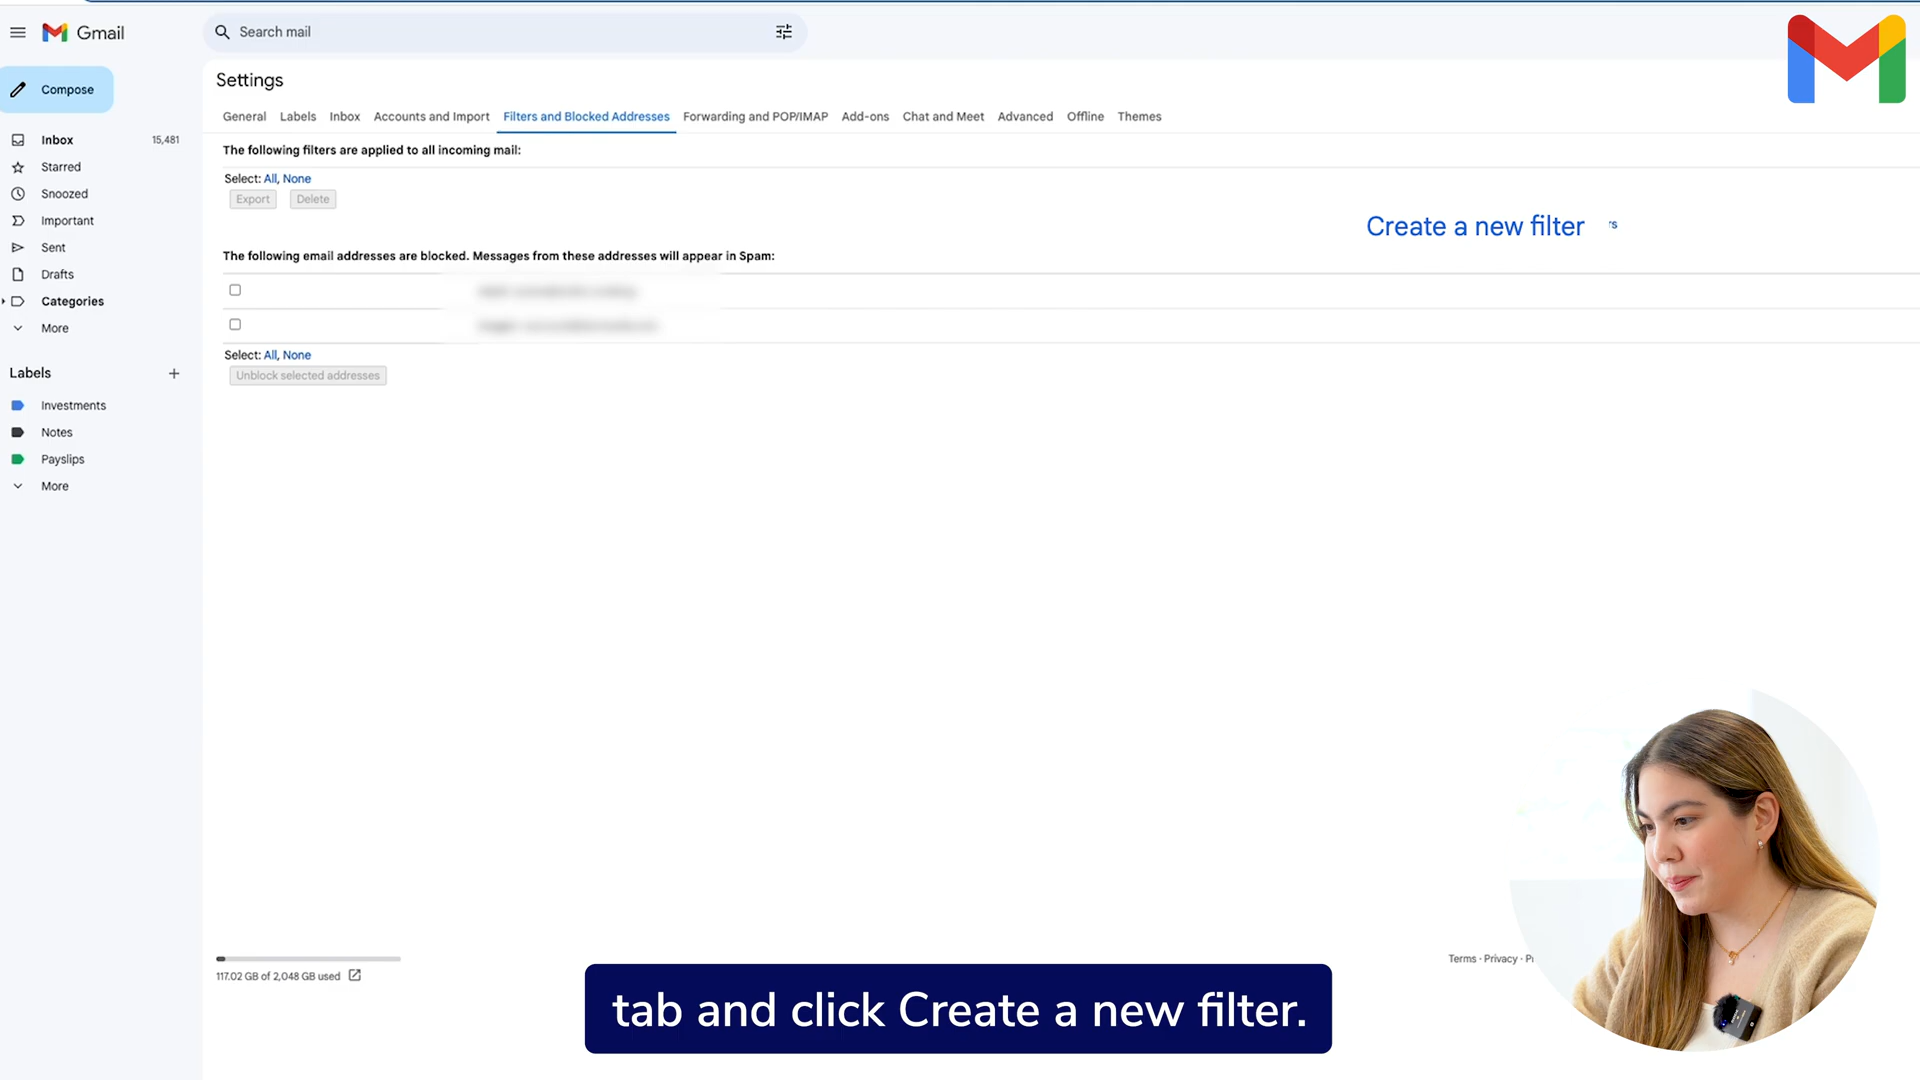 Gmail
Search mail
Compose
Inbox 15,481
Starred
Snoozed
Important
Sent
Drafts
Categories
More
Labels +
Investments
Notes
Payslips
More
Settings
General Labels Inbox Accounts and Import Filters and Blocked Addresses Forwarding and POP/IMAP Add-ons Chat and Meet Advanced Offline Themes
The following filters are applied to all incoming mail:
Select: All, None
Export Delete
Create a new filter rs
The following email addresses are blocked. Messages from these addresses will appear in Spam:
Select: All, None
Unblock selected addresses
117.02 GB of 2,048 GB used
Terms · Privacy ·
tab and click Create a new filter.